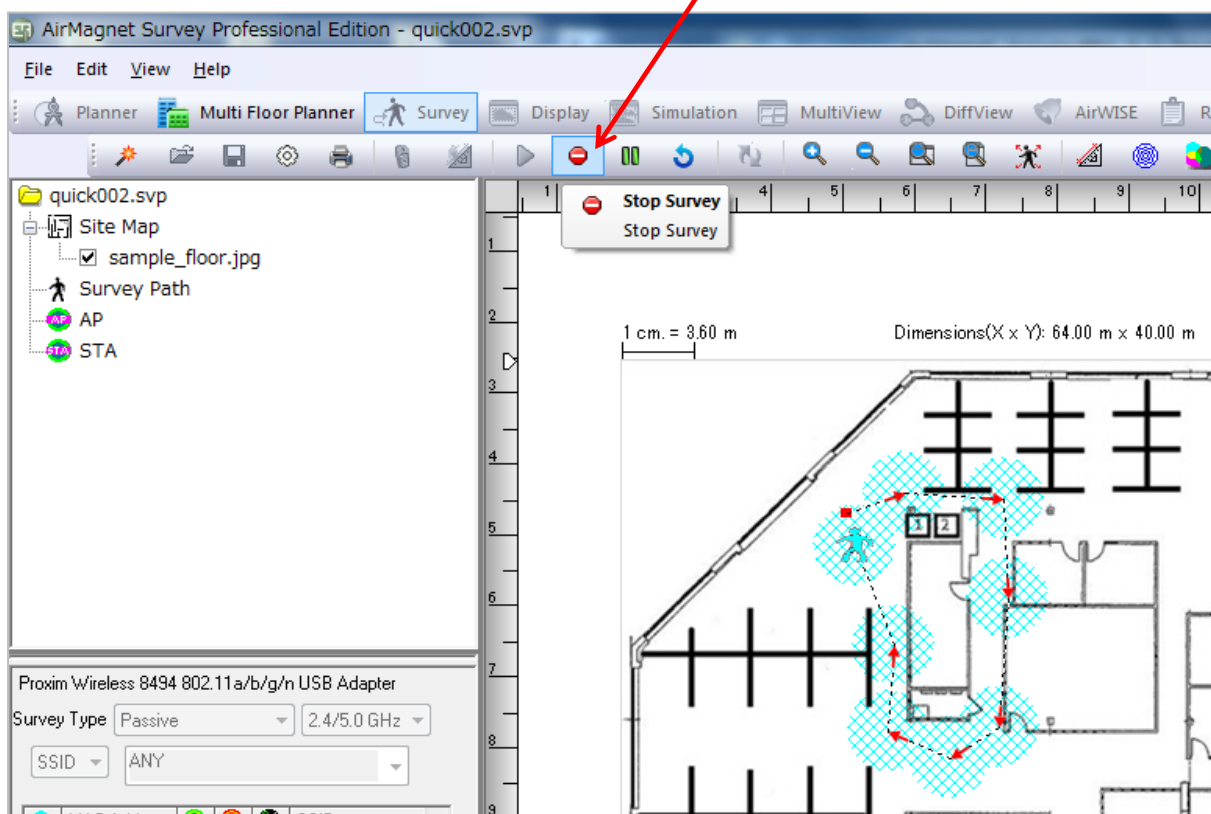 AirMagnet Survey Professional Edition - quick002.svp
File Edit View Help
Planner Multi Floor Planner Survey Display Simulation MultiView DiffView AirWISE R
quick002.svp
Site Map
sample_floor.jpg
Survey Path
AP AP
STA STA
1 4 5 6 7 8 9 10
Stop Survey
Stop Survey
1
2
3
4
5
6
7
8
9
1 cm. = 3.60 m Dimensions(X x Y): 64.00 m x 40.00 m
1 2
Proxim Wireless 8494 802.11a/b/g/n USB Adapter
Survey Type Passive 2.4/5.0 GHz
SSID ANY